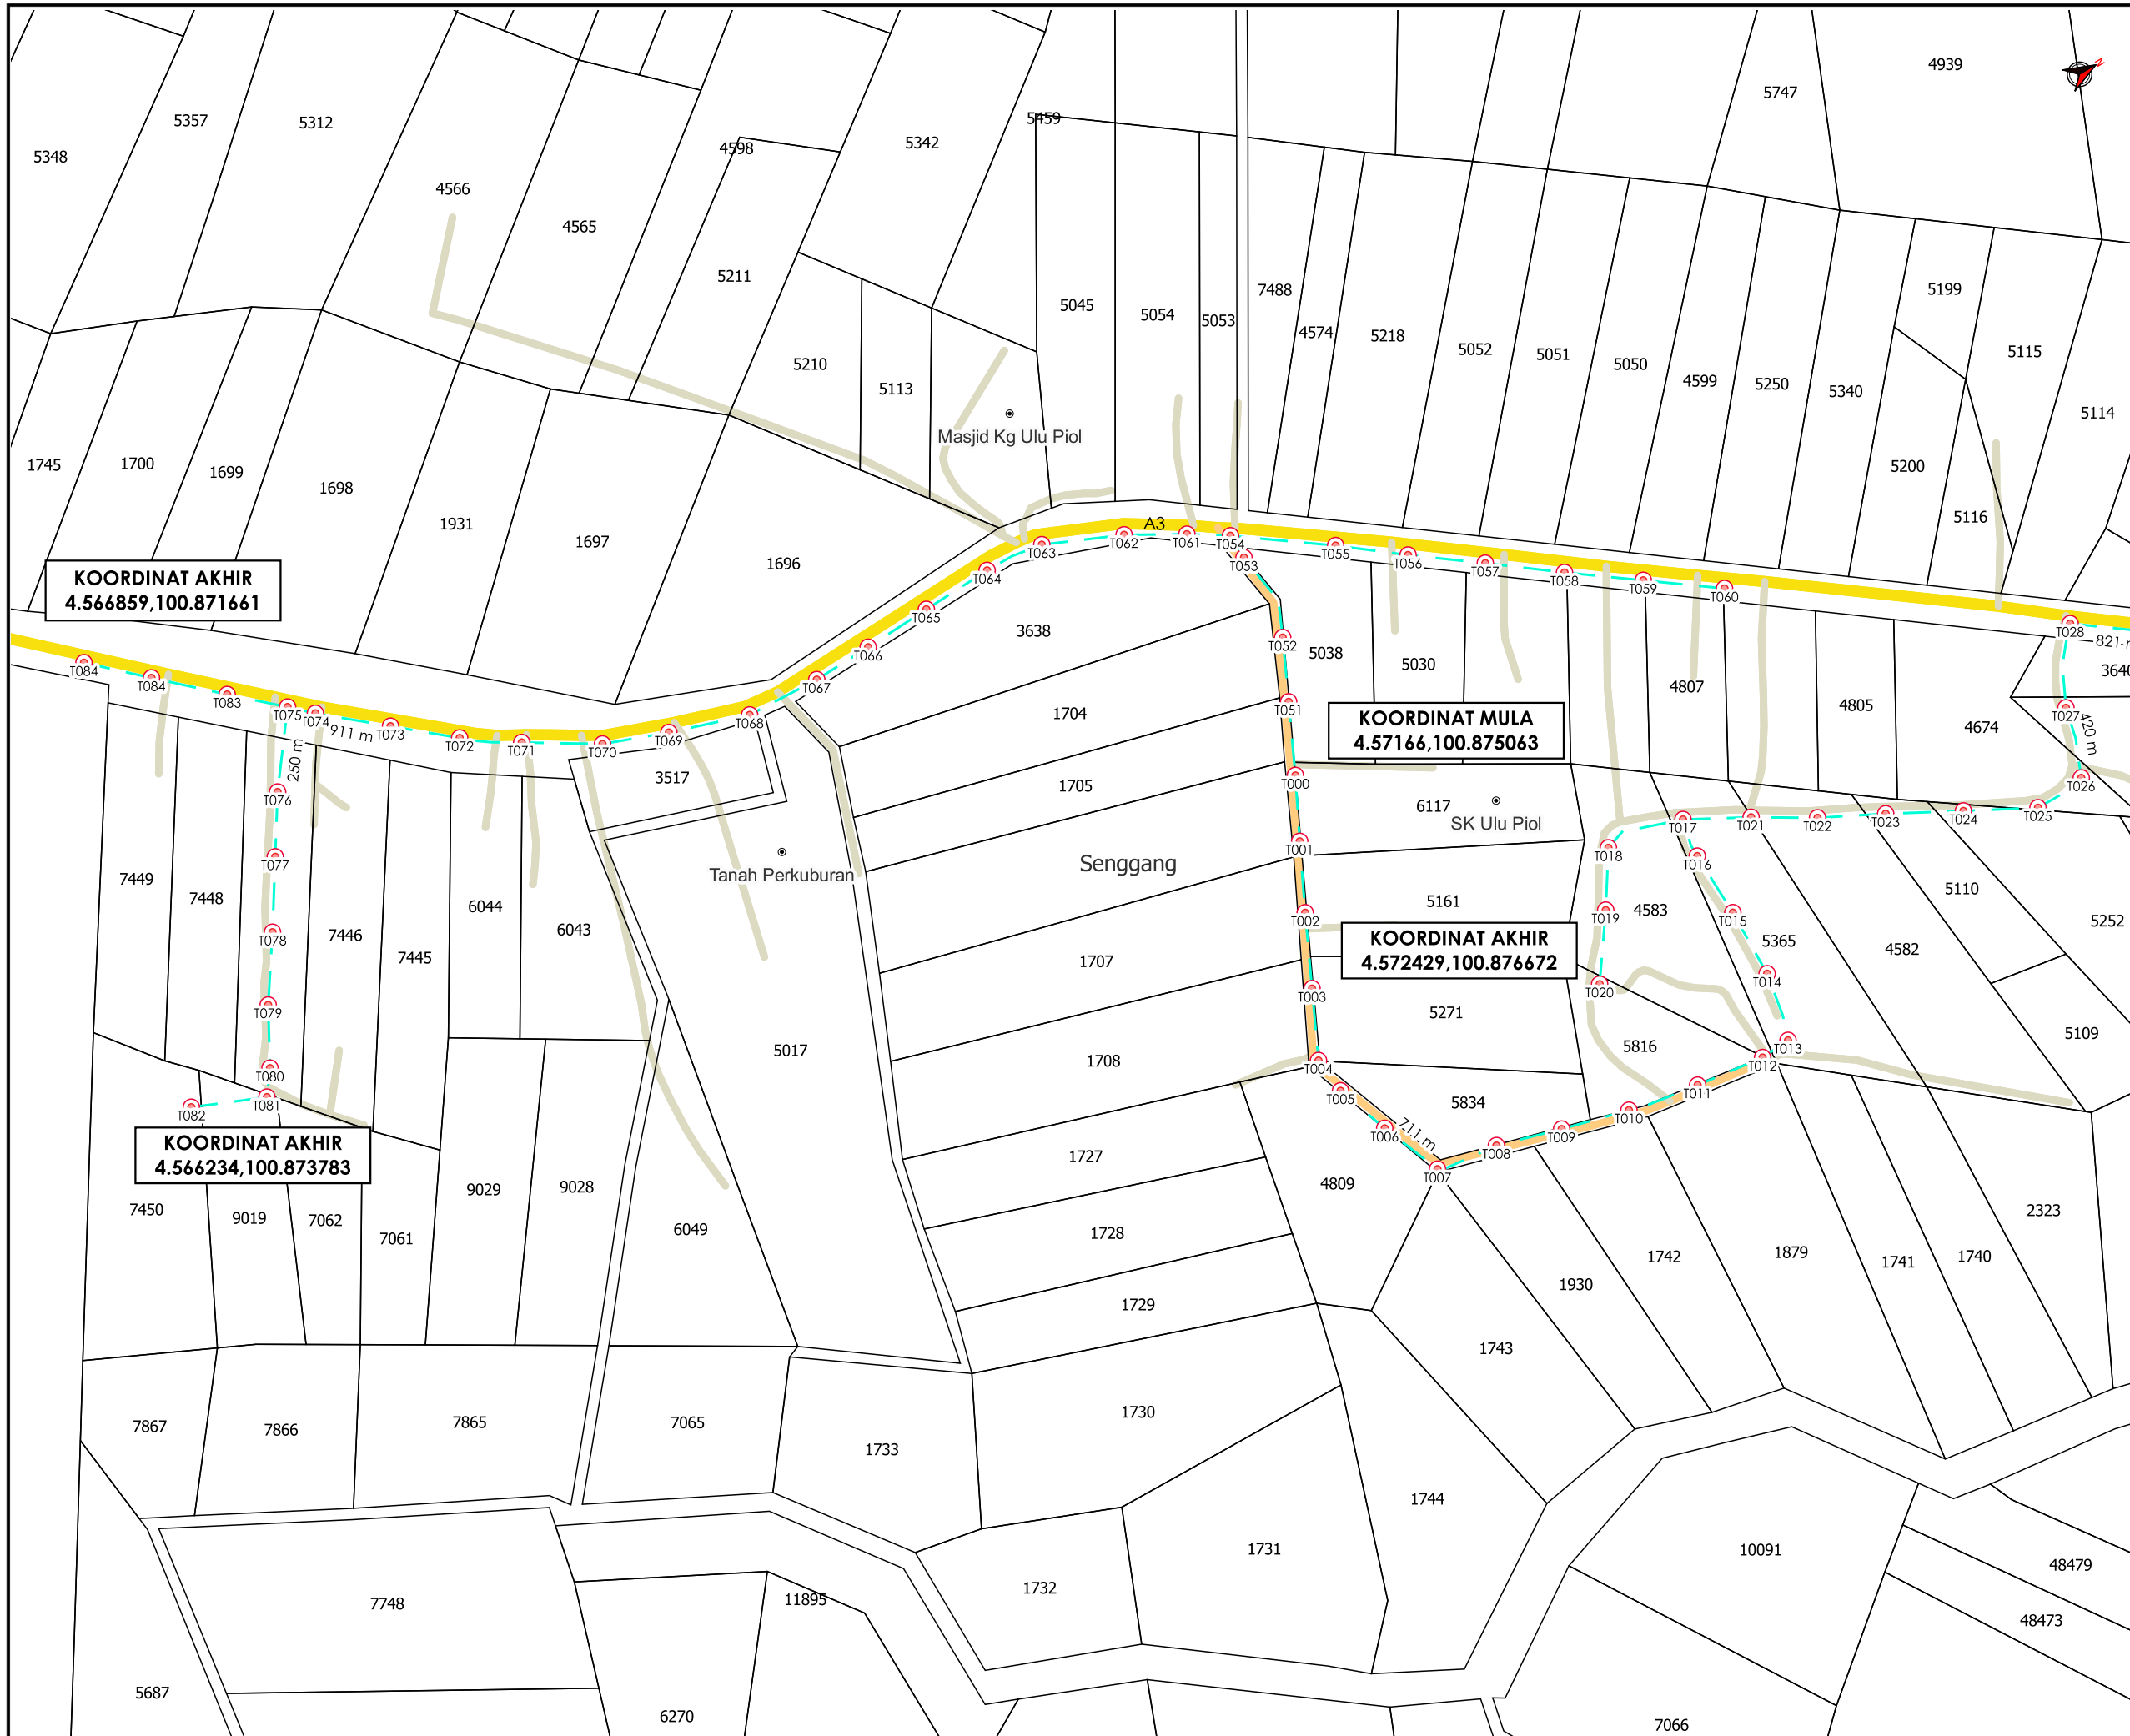 4939
N
5747
5357
5312
5459
5342
4598
5348
4566
4565
5211
5199
7488
5045
5054
5053
4574
5218
5052
5051
5050
4599
5250
5340
5115
5210
5113
5114
Masjid Kg Ulu Piol
1745
1700
1699
1698
1931
1697
1696
5200
5116
A3
T063
T062
T061
T054
T053
T055
T056
T057
T058
T059
T060
KOORDINAT AKHIR
4.566859,100.871661
T064
T065
T066
T067
3638
T052
5038
5030
4807
4805
4674
T028
821 m
3640
T027
420 m
T026
T084
T084
T083
T075
T074
911 m
T073
T072
T071
T070
T069
T068
250 m
3517
1704
T051
KOORDINAT MULA
4.57166,100.875063
T076
1705
T000
6117
SK Ulu Piol
T017
T021
T022
T023
T024
T025
T077
Tanah Perkuburan
Senggang
T001
T018
T016
7449
7448
6044
6043
7446
7445
T078
5161
T002
T019
4583
T015
5110
5365
4582
5252
KOORDINAT AKHIR
4.572429,100.876672
1707
T003
T020
T014
T079
5271
5109
5017
1708
5816
T013
T012
T080
T004
T005
T081
T082
5834
T011
T010
T009
T008
T006
711 m
T007
KOORDINAT AKHIR
4.566234,100.873783
1727
4809
7450
9019
7062
7061
9029
9028
6049
1728
1930
1742
1879
1741
1740
2323
1729
1743
7867
7866
7865
7065
1733
1730
1744
1731
1732
10091
48479
7748
11895
48473
5687
6270
7066